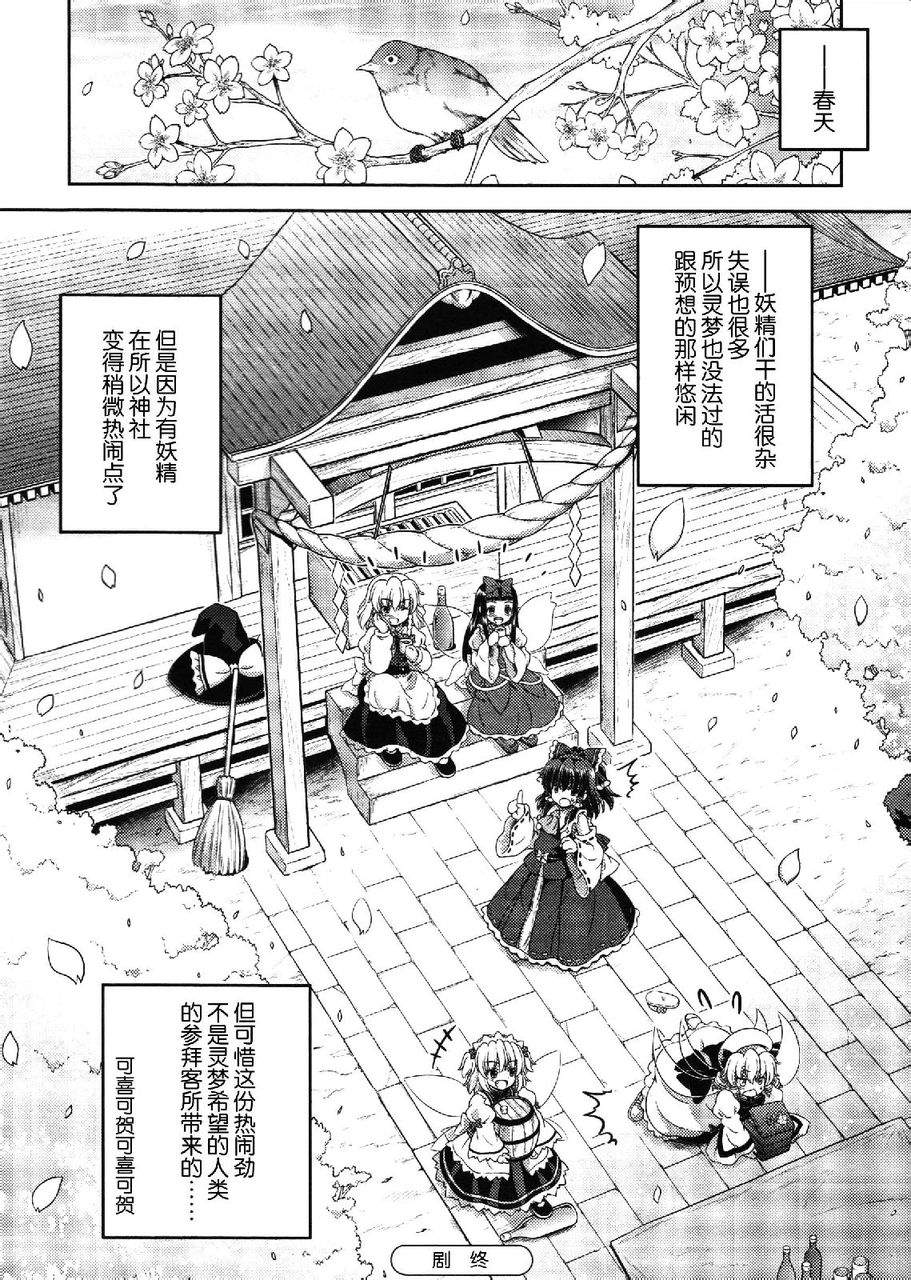 ——春天
——妖精们干的活很杂
失误也很多
所以灵梦也没法过的
跟预想的那样悠闲
但是因为有妖精
在所以神社
变得稍微热闹点了
但可惜这份热闹劲
不是灵梦希望的人类
的参拜客所带来的……
可喜可贺可喜可贺
剧终